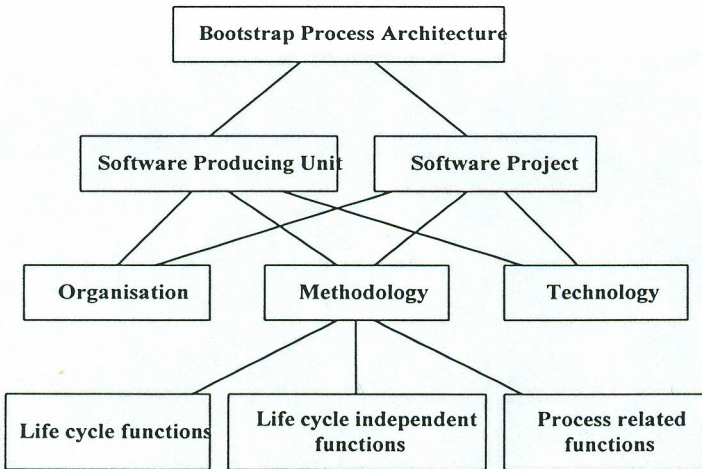 Bootstrap Process Architecture
Software Producing Unit
Software Project
Organisation
Methodology
Technology
Life cycle functions
Life cycle independent
functions
Process related
functions